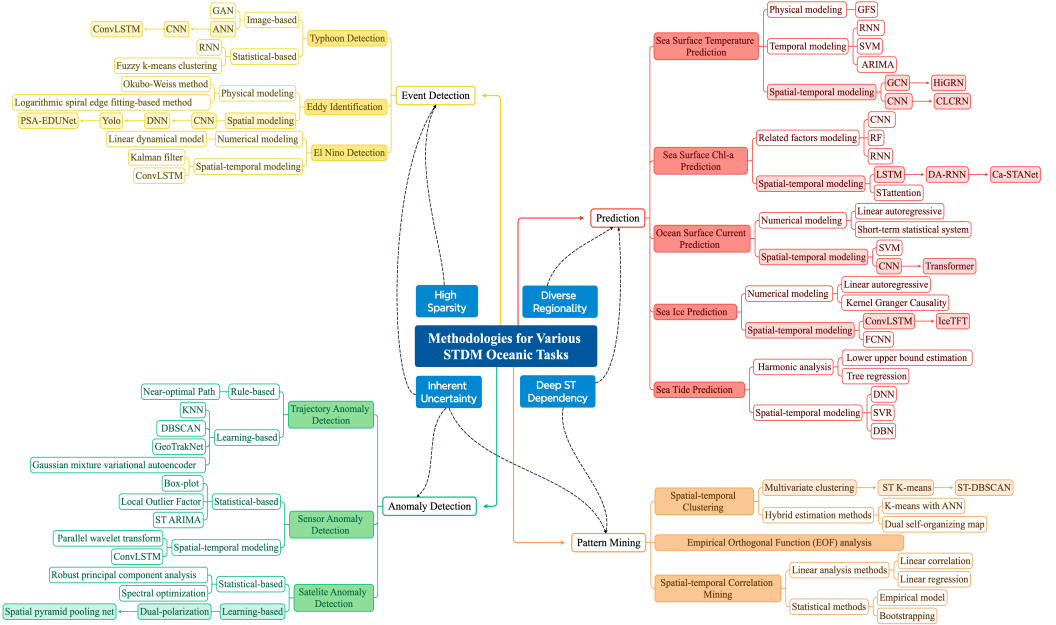 Methodologies for Various
STDM Oceanic Tasks
High
Sparsity
Diverse
Regionality
Inherent
Uncertainty
Deep ST
Dependency
Event Detection
Typhoon Detection
Image-based
GAN
ANN
CNN
ConvLSTM
Statistical-based
RNN
Fuzzy k-means clustering
Eddy Identification
Physical modeling
Okubo-Weiss method
Logarithmic spiral edge fitting-based method
Spatial modeling
CNN
DNN
Yolo
PSA-EDUNet
El Nino Detection
Numerical modeling
Linear dynamical model
Spatial-temporal modeling
Kalman filter
ConvLSTM
Prediction
Sea Surface Temperature
Prediction
Physical modeling
GFS
Temporal modeling
RNN
SVM
ARIMA
Spatial-temporal modeling
GCN
HiGRN
CNN
CLCRN
Sea Surface Chl-a
Prediction
Related factors modeling
CNN
RF
RNN
Spatial-temporal modeling
LSTM
DA-RNN
Ca-STANet
STattention
Ocean Surface Current
Prediction
Numerical modeling
Linear autoregressive
Short-term statistical system
Spatial-temporal modeling
SVM
CNN
Transformer
Sea Ice Prediction
Numerical modeling
Linear autoregressive
Kernel Granger Causality
Spatial-temporal modeling
ConvLSTM
IceTFT
FCNN
Sea Tide Prediction
Harmonic analysis
Lower upper bound estimation
Tree regression
Spatial-temporal modeling
DNN
SVR
DBN
Anomaly Detection
Trajectory Anomaly
Detection
Rule-based
Near-optimal Path
Learning-based
KNN
DBSCAN
GeoTrakNet
Gaussian mixture variational autoencoder
Sensor Anomaly
Detection
Statistical-based
Box-plot
Local Outlier Factor
ST ARIMA
Spatial-temporal modeling
Parallel wavelet transform
ConvLSTM
Satelite Anomaly
Detection
Statistical-based
Robust principal component analysis
Spectral optimization
Learning-based
Dual-polarization
Spatial pyramid pooling net
Pattern Mining
Spatial-temporal
Clustering
Multivariate clustering
ST K-means
ST-DBSCAN
Hybrid estimation methods
K-means with ANN
Dual self-organizing map
Empirical Orthogonal Function (EOF) analysis
Spatial-temporal Correlation
Mining
Linear analysis methods
Linear correlation
Linear regression
Statistical methods
Empirical model
Bootstrapping